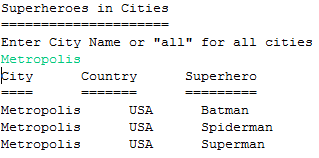 Superheroes in Cities
=====================
Enter City Name or "all" for all cities
Metropolis
City      Country      Superhero
====      =======      =========
Metropolis      USA      Batman
Metropolis      USA      Spiderman
Metropolis      USA      Superman